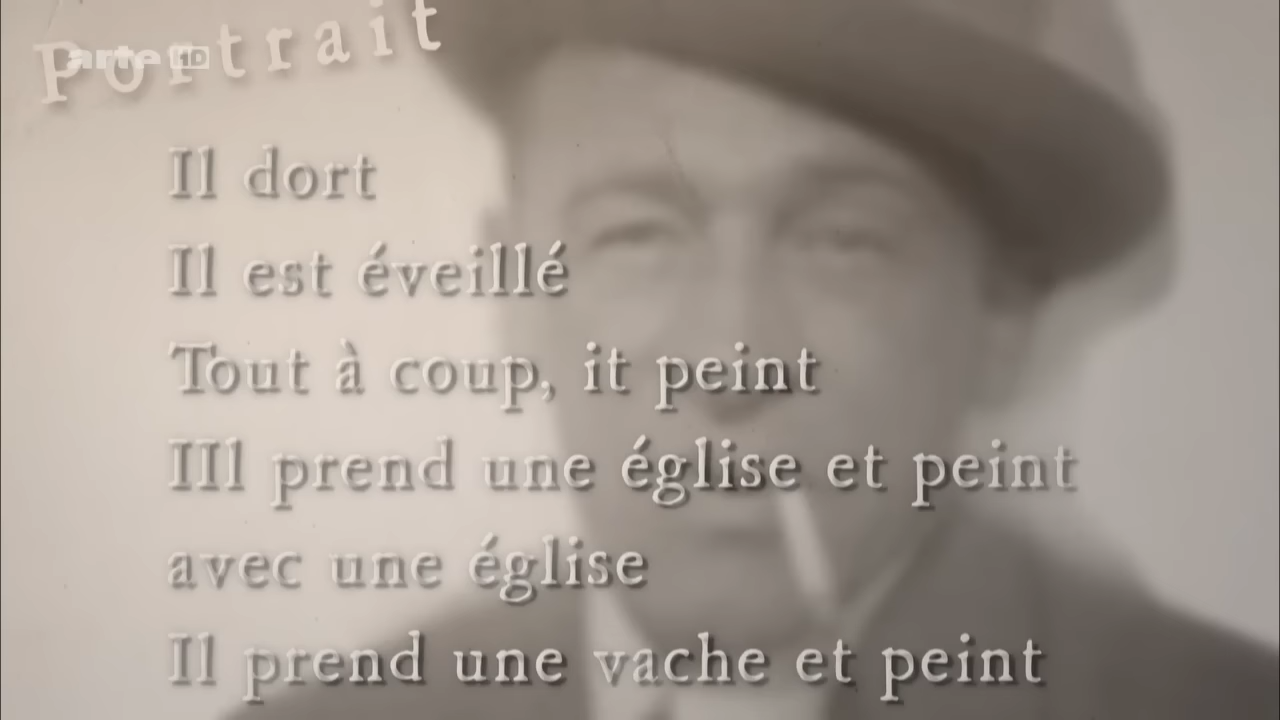 Portrait
arte HD
Il dort
Il est éveillé
Tout à coup, it peint
IIl prend une église et peint
avec une église
Il prend une vache et peint